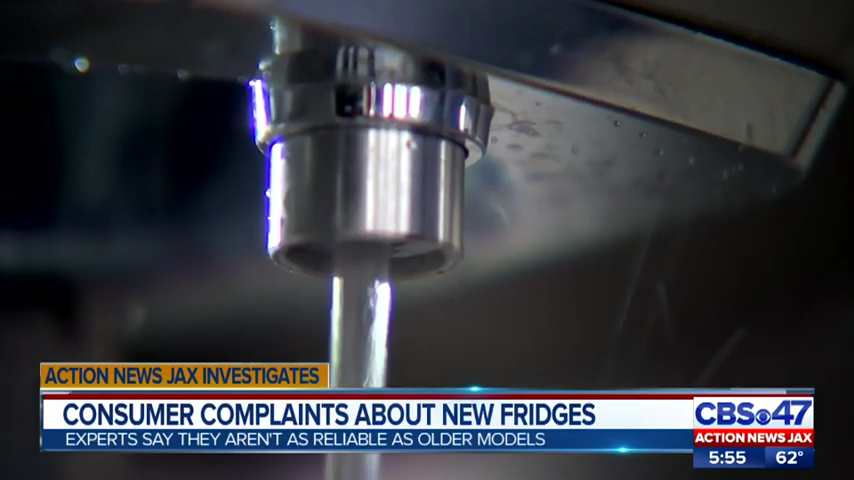 ACTION NEWS JAX INVESTIGATES
CONSUMER COMPLAINTS ABOUT NEW FRIDGES
EXPERTS SAY THEY AREN'T AS RELIABLE AS OLDER MODELS
CBS 47
ACTION NEWS JAX
5:55 62°